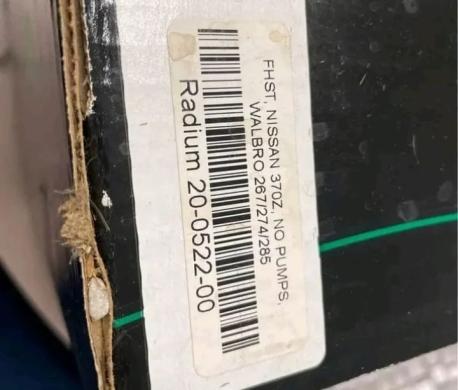 FHST, NISSAN 370Z, NO PUMPS,
WALBRO 267/274/285
Radium 20-0522-00